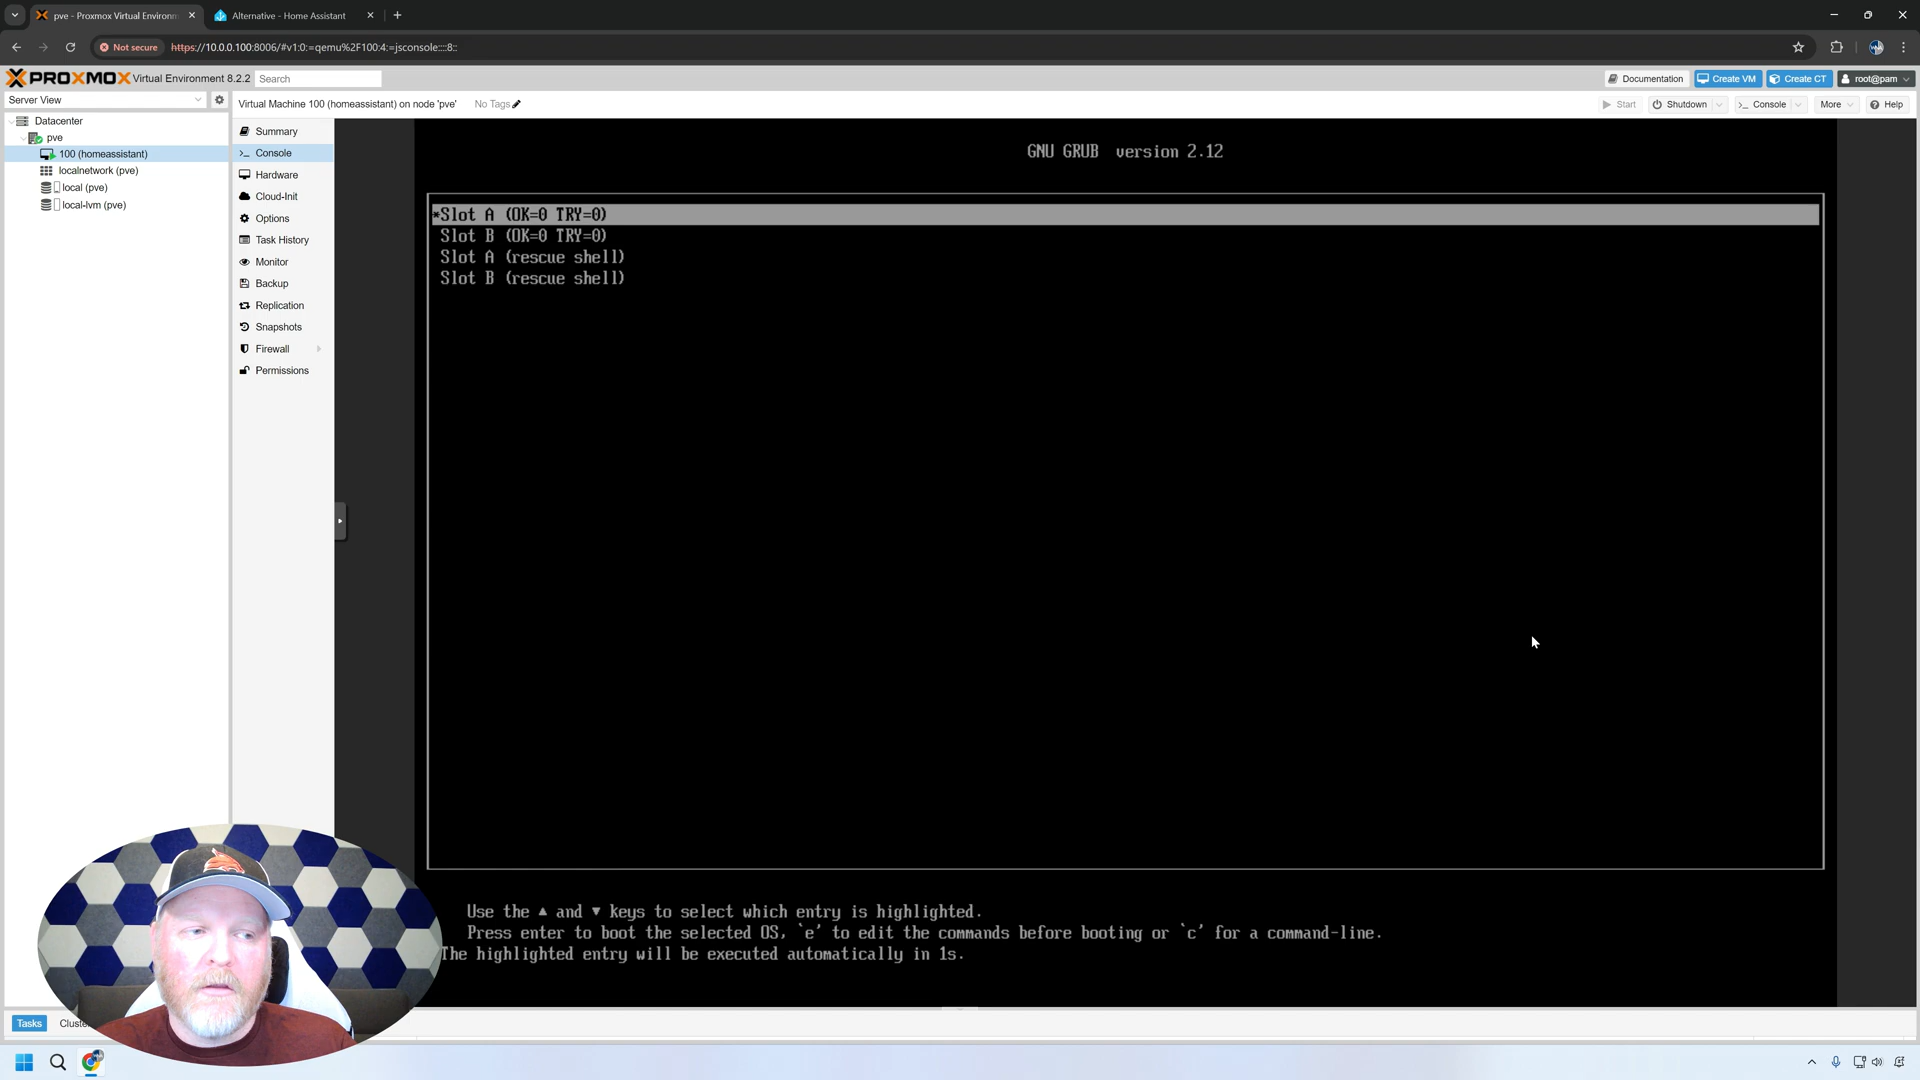 pve - Proxmox Virtual Environm
Alternative - Home Assistant
Not secure
https://10.0.0.100:8006/#v1:0:=qemu%2F100:4:=jsconsole::::8::
PROXMOX Virtual Environment 8.2.2
Search
Documentation
Create VM
Create CT
root@pam
Server View
Virtual Machine 100 (homeassistant) on node 'pve'
No Tags
Start
Shutdown
Console
More
Help
Datacenter
pve
100 (homeassistant)
localnetwork (pve)
local (pve)
local-lvm (pve)
Summary
Console
Hardware
Cloud-Init
Options
Task History
Monitor
Backup
Replication
Snapshots
Firewall
Permissions
GNU GRUB version 2.12
*Slot A (OK=0 TRY=0)
Slot B (OK=0 TRY=0)
Slot A (rescue shell)
Slot B (rescue shell)
Use the ▲ and ▼ keys to select which entry is highlighted.
Press enter to boot the selected OS, `e' to edit the commands before booting or `c' for a command-line.
The highlighted entry will be executed automatically in 1s.
Tasks